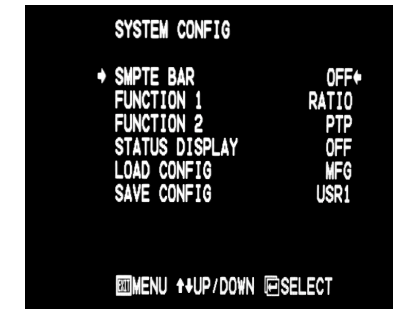 SYSTEM CONFIG
➔ SMPTE BAR OFF←
FUNCTION 1 RATIO
FUNCTION 2 PTP
STATUS DISPLAY OFF
LOAD CONFIG MFG
SAVE CONFIG USR1
EXIT MENU ↑↓UP/DOWN ↵SELECT